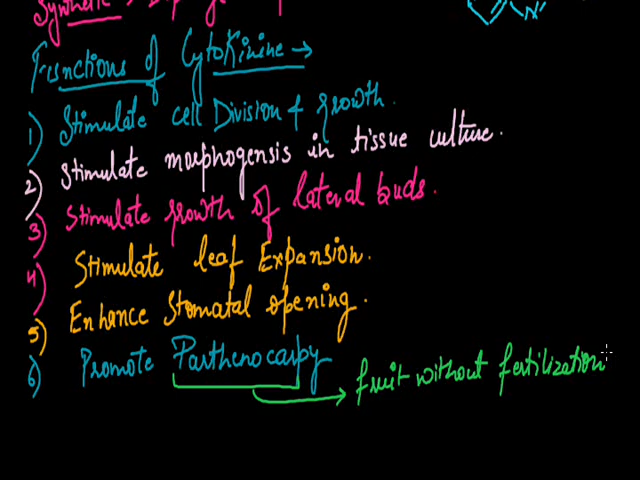 Synthetic →
Functions of Cytokinine →
1) Stimulate cell Division & growth.
2) Stimulate morphogensis in tissue culture.
3) Stimulate growth of lateral buds.
4) Stimulate leaf Expansion.
5) Enhance Stomatal opening.
6) Promote Parthenocarpy
→ fruit without fertilization
N